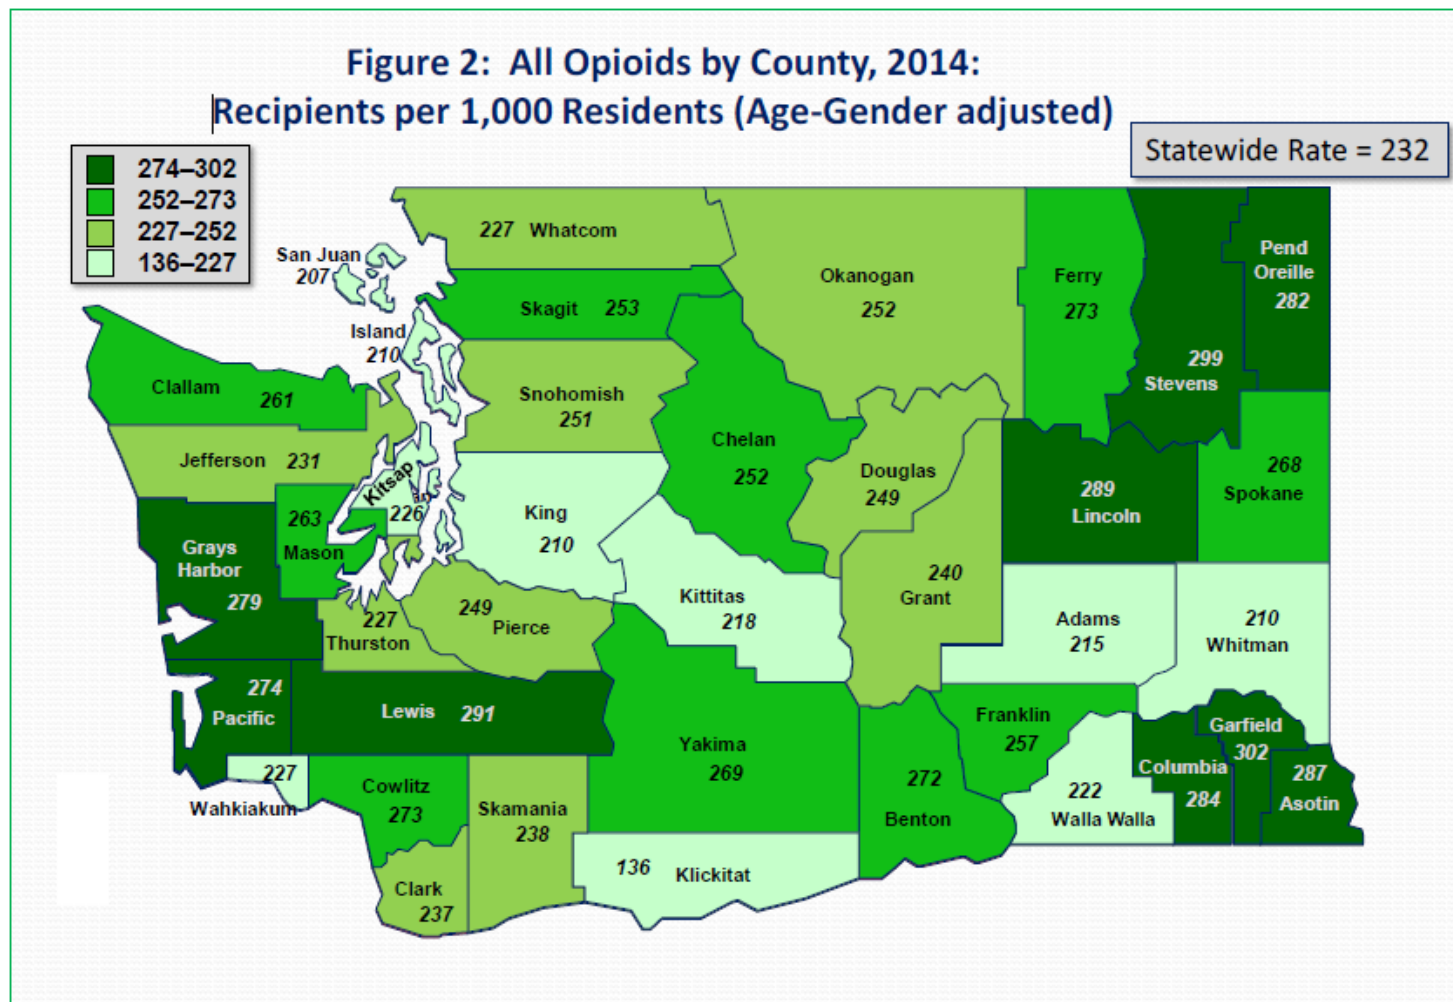 Figure 2: All Opioids by County, 2014:
Recipients per 1,000 Residents (Age-Gender adjusted)
Statewide Rate = 232
274–302
252–273
227–252
136–227
227 Whatcom
San Juan
207
Skagit 253
Island
210
Okanogan
252
Ferry
273
Pend
Oreille
282
299
Stevens
Clallam 261
Snohomish
251
Chelan
252
Jefferson 231
Douglas
249
268
Spokane
Kitsap
226
289
Lincoln
263
Mason
King
210
Grays
Harbor
279
240
Grant
Kittitas
218
Adams
215
210
Whitman
227
Thurston
249
Pierce
274
Pacific
Lewis 291
Franklin
257
Garfield
302
Yakima
269
227
Wahkiakum
Cowlitz
273
Skamania
238
272
Benton
222
Walla Walla
Columbia
284
287
Asotin
136 Klickitat
Clark
237